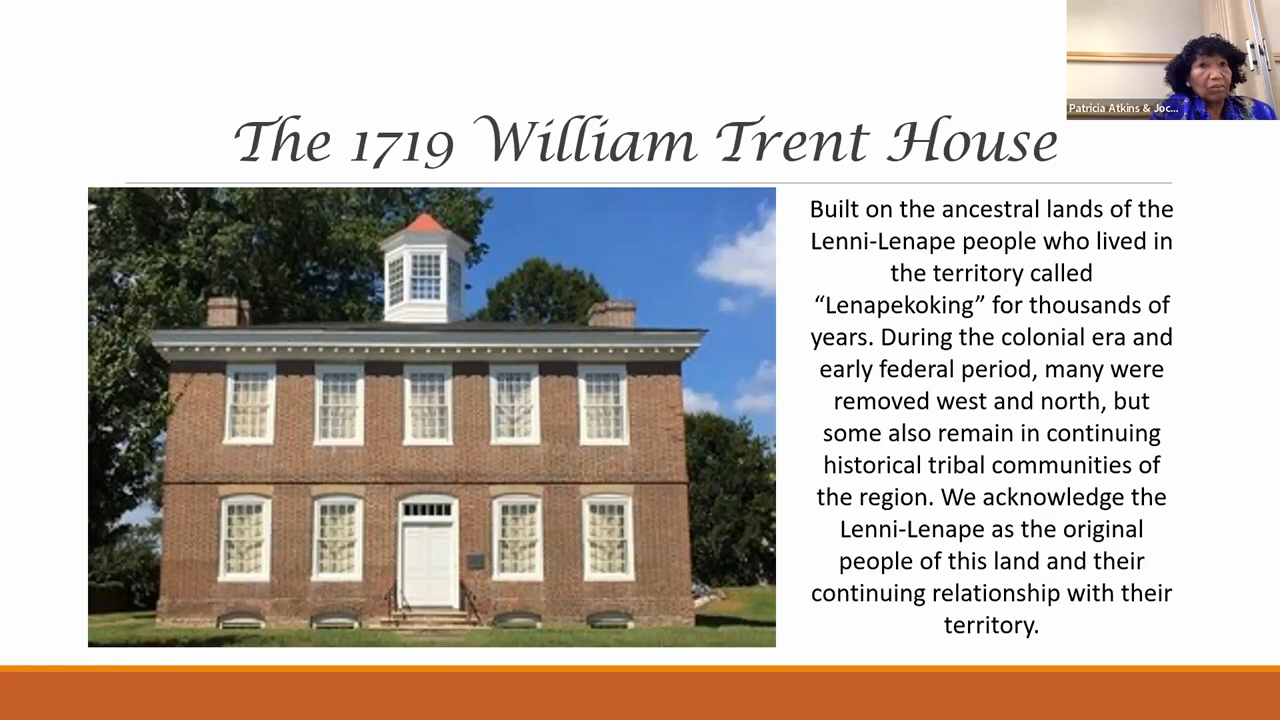 Patricia Atkins & Joc...
The 1719 William Trent House
Built on the ancestral lands of the
Lenni-Lenape people who lived in
the territory called
“Lenapekoking” for thousands of
years. During the colonial era and
early federal period, many were
removed west and north, but
some also remain in continuing
historical tribal communities of
the region. We acknowledge the
Lenni-Lenape as the original
people of this land and their
continuing relationship with their
territory.